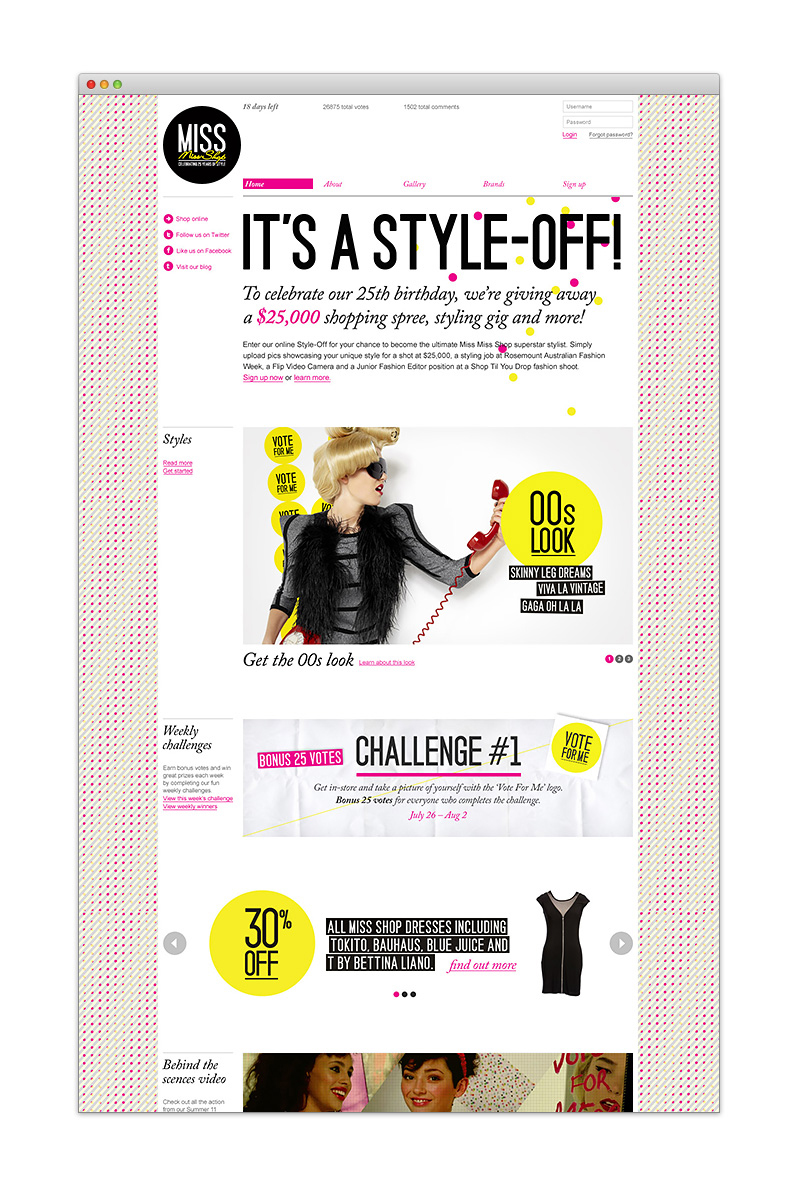 MISS
Miss Shop
CELEBRATING 25 YEARS OF STYLE
18 days left
26875 total votes
1502 total comments
Username
Password
Login
Forgot password?
Home
About
Gallery
Brands
Sign up
Shop online
Follow us on Twitter
Like us on Facebook
Visit our blog
IT'S A STYLE-OFF!
To celebrate our 25th birthday, we're giving away
a $25,000 shopping spree, styling gig and more!
Enter our online Style-Off for your chance to become the ultimate Miss Miss Shop superstar stylist. Simply
upload pics showcasing your unique style for a shot at $25,000, a styling job at Rosemount Australian Fashion
Week, a Flip Video Camera and a Junior Fashion Editor position at a Shop Til You Drop fashion shoot.
Sign up now or learn more.
Styles
Read more
Get started
VOTE
FOR ME
VOTE
FOR ME
VOTE
00s
LOOK
SKINNY LEG DREAMS
VIVA LA VINTAGE
GAGA OH LA LA
Get the 00s look
Learn about this look
1 2 3
Weekly
challenges
Earn bonus votes and win
great prizes each week
by completing our fun
weekly challenges.
View this week's challenge
View weekly winners
BONUS 25 VOTES
CHALLENGE #1
VOTE
FOR ME
Get in-store and take a picture of yourself with the 'Vote For Me' logo.
Bonus 25 votes for everyone who completes the challenge.
July 26 – Aug 2
30%
OFF
ALL MISS SHOP DRESSES INCLUDING
TOKITO, BAUHAUS, BLUE JUICE AND
T BY BETTINA LIANO.
find out more
Behind the
scences video
Check out all the action
from our Summer 11
FOR